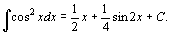 ∫cos² xdx = 1/2 x + 1/4 sin 2x + C.